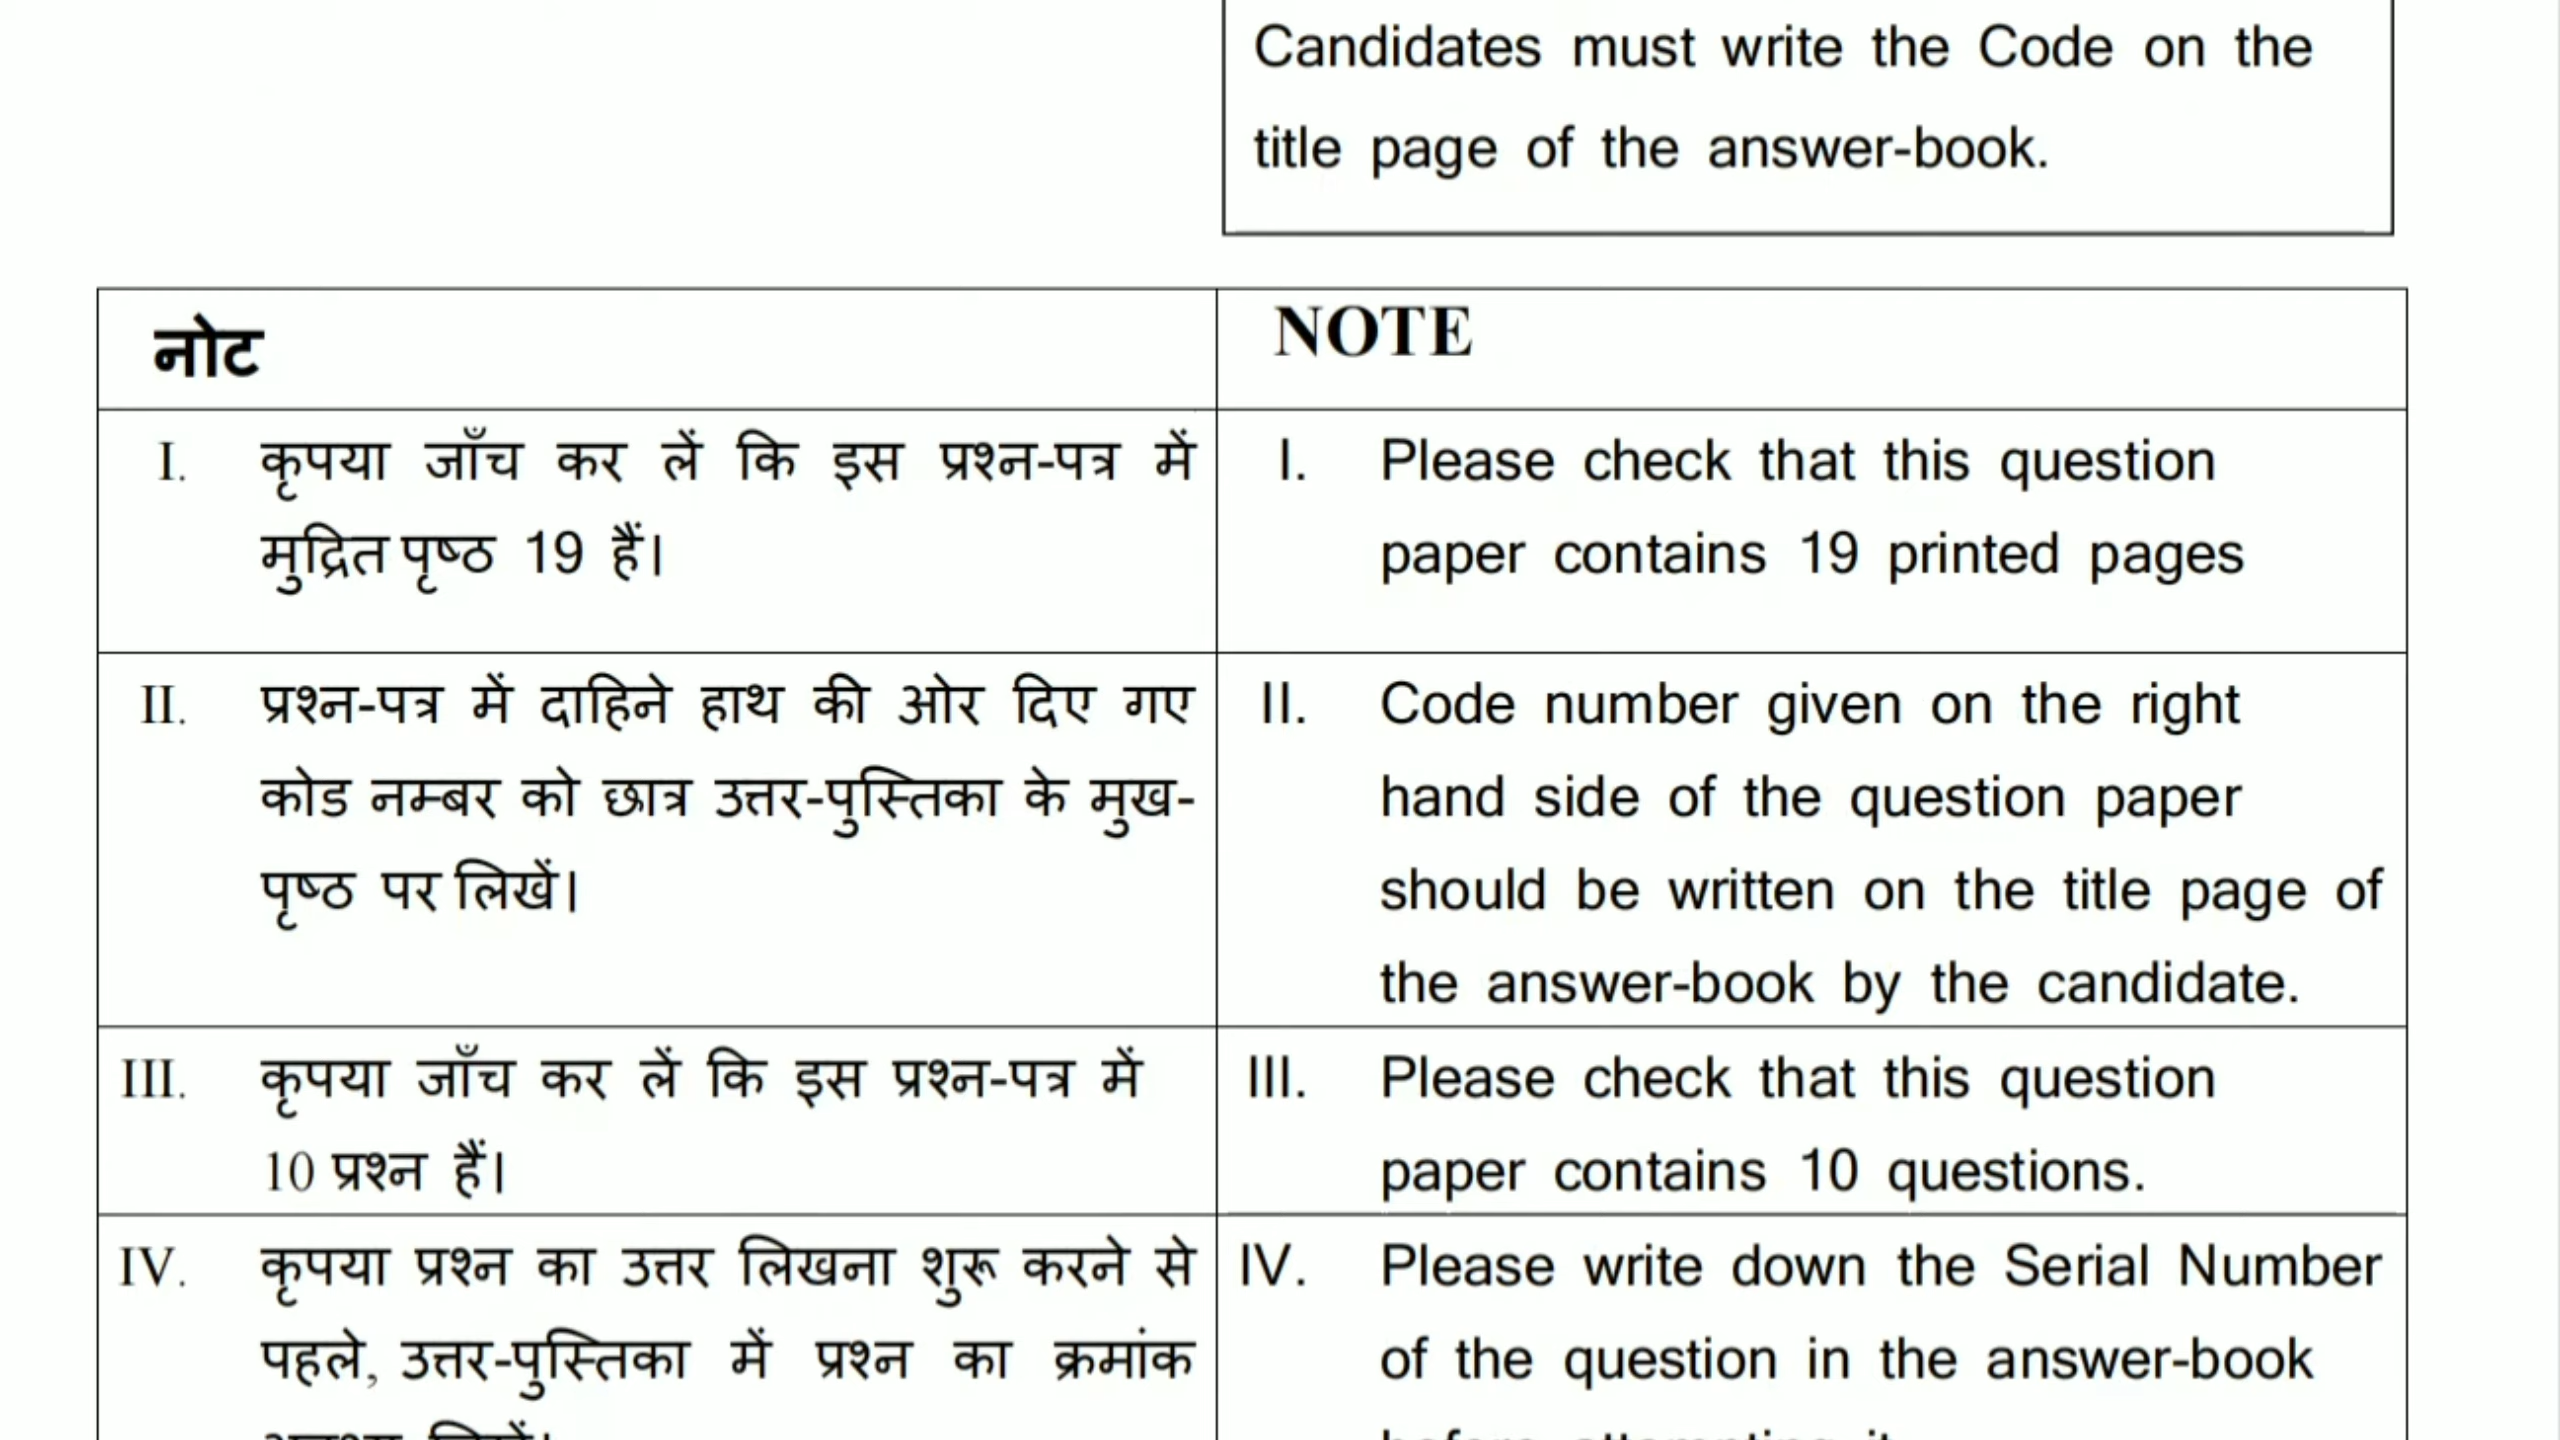 Candidates must write the Code on the
title page of the answer-book.
नोट
NOTE
I. कृपया जाँच कर लें कि इस प्रश्न-पत्र में
मुद्रित पृष्ठ 19 हैं।
I. Please check that this question
paper contains 19 printed pages
II. प्रश्न-पत्र में दाहिने हाथ की ओर दिए गए
कोड नम्बर को छात्र उत्तर-पुस्तिका के मुख-
पृष्ठ पर लिखें।
II. Code number given on the right
hand side of the question paper
should be written on the title page of
the answer-book by the candidate.
III. कृपया जाँच कर लें कि इस प्रश्न-पत्र में
10 प्रश्न हैं।
III. Please check that this question
paper contains 10 questions.
IV. कृपया प्रश्न का उत्तर लिखना शुरू करने से
पहले, उत्तर-पुस्तिका में प्रश्न का क्रमांक
IV. Please write down the Serial Number
of the question in the answer-book